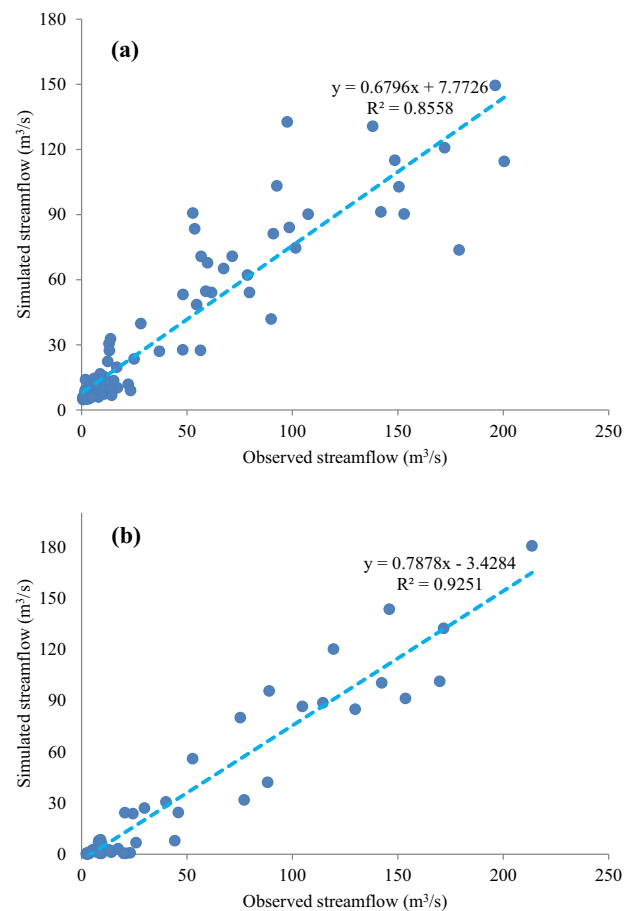 (a)
y = 0.6796x + 7.7726
R² = 0.8558
Simulated streamflow (m³/s)
180
150
120
90
60
30
0
0 50 100 150 200 250
Observed streamflow (m³/s)
(b)
y = 0.7878x - 3.4284
R² = 0.9251
Simulated streamflow (m³/s)
180
150
120
90
60
30
0
0 50 100 150 200 250
Observed streamflow (m³/s)